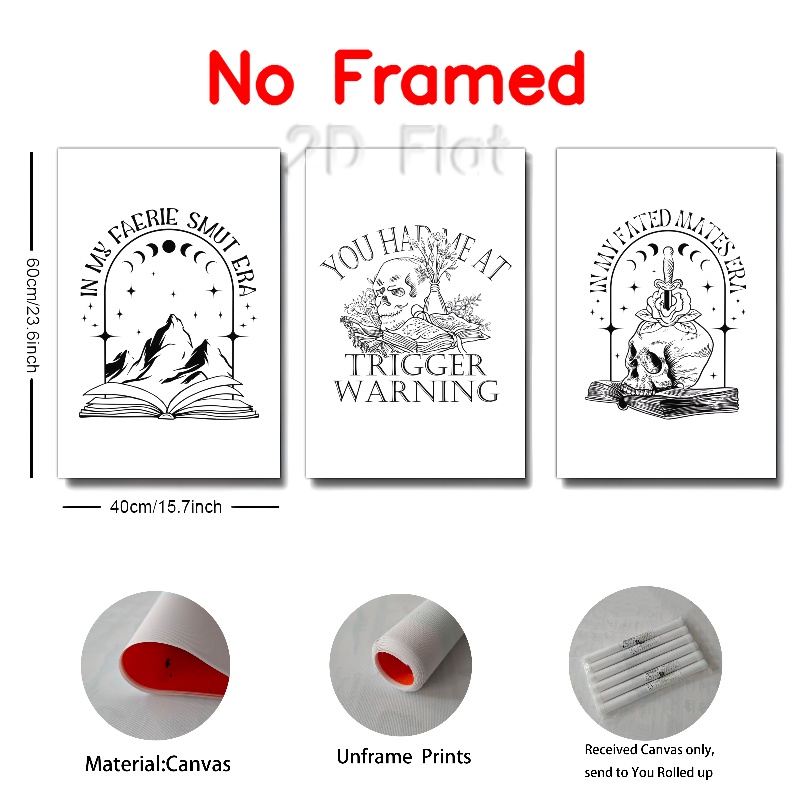 No Framed
2D Flat
IN MY FAERIE SMUT ERA
YOU HAD ME AT
TRIGGER
WARNING
IN MY FATED MATES ERA
60cm/23.6inch
40cm/15.7inch
Material:Canvas
Unframe Prints
Received Canvas only,
send to You Rolled up